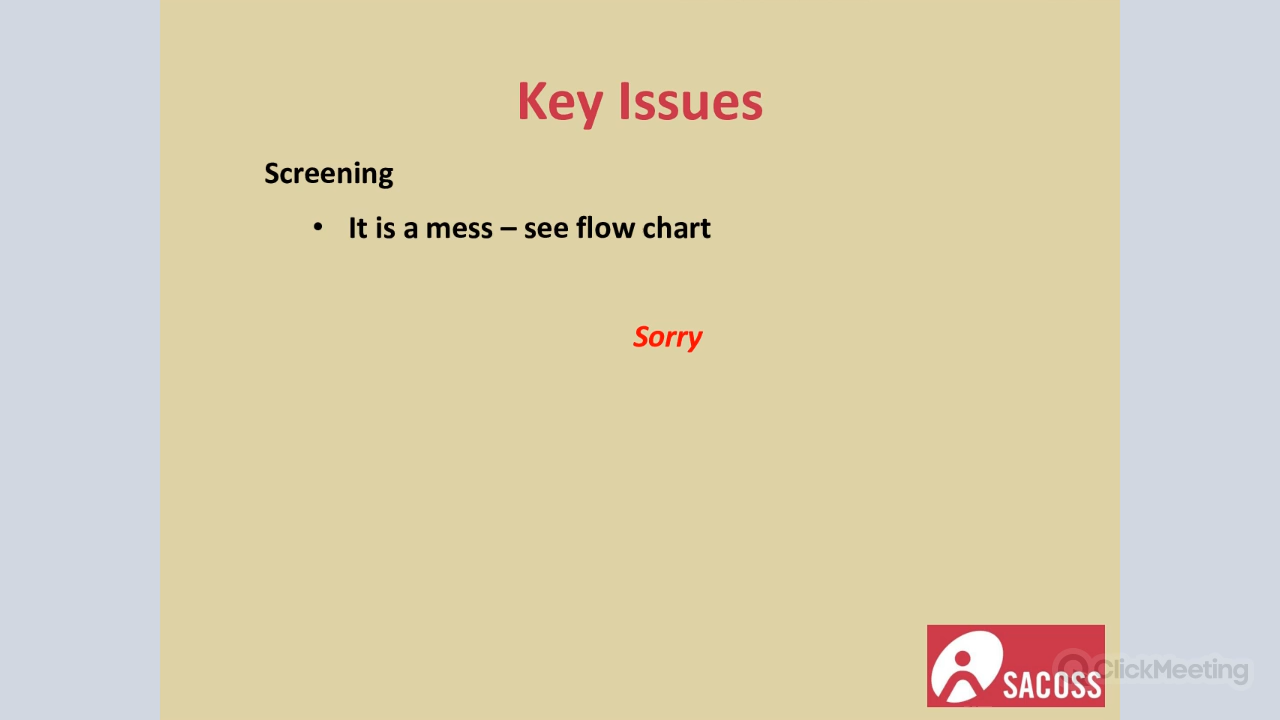 Key Issues
Screening
• It is a mess – see flow chart
Sorry
SACOSS
ClickMeeting